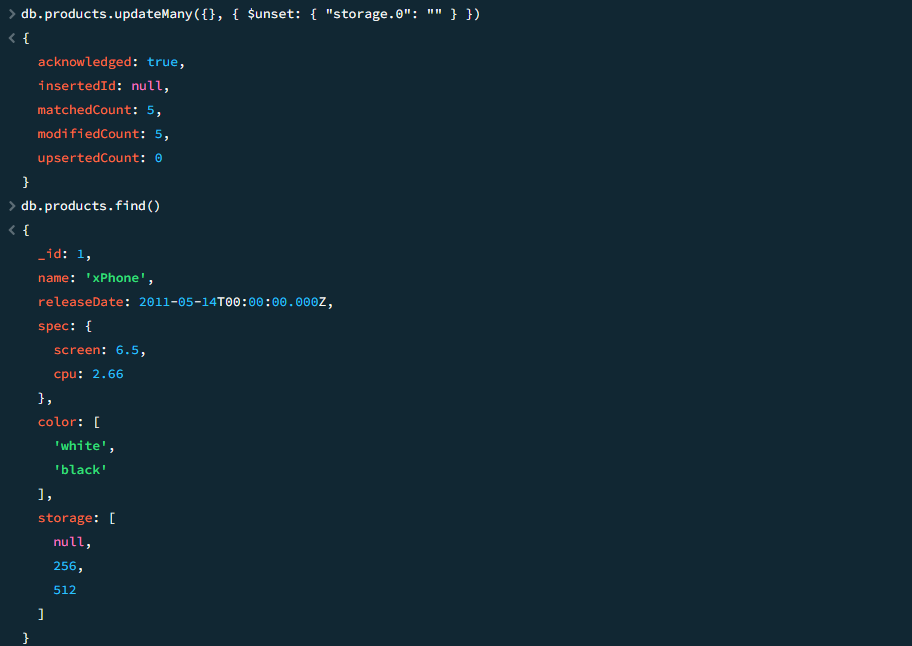 > db.products.updateMany({}, { $unset: { "storage.0": "" } })
< {
acknowledged: true,
insertedId: null,
matchedCount: 5,
modifiedCount: 5,
upsertedCount: 0
}
> db.products.find()
< {
_id: 1,
name: 'xPhone',
releaseDate: 2011-05-14T00:00:00.000Z,
spec: {
screen: 6.5,
cpu: 2.66
},
color: [
'white',
'black'
],
storage: [
null,
256,
512
]
}